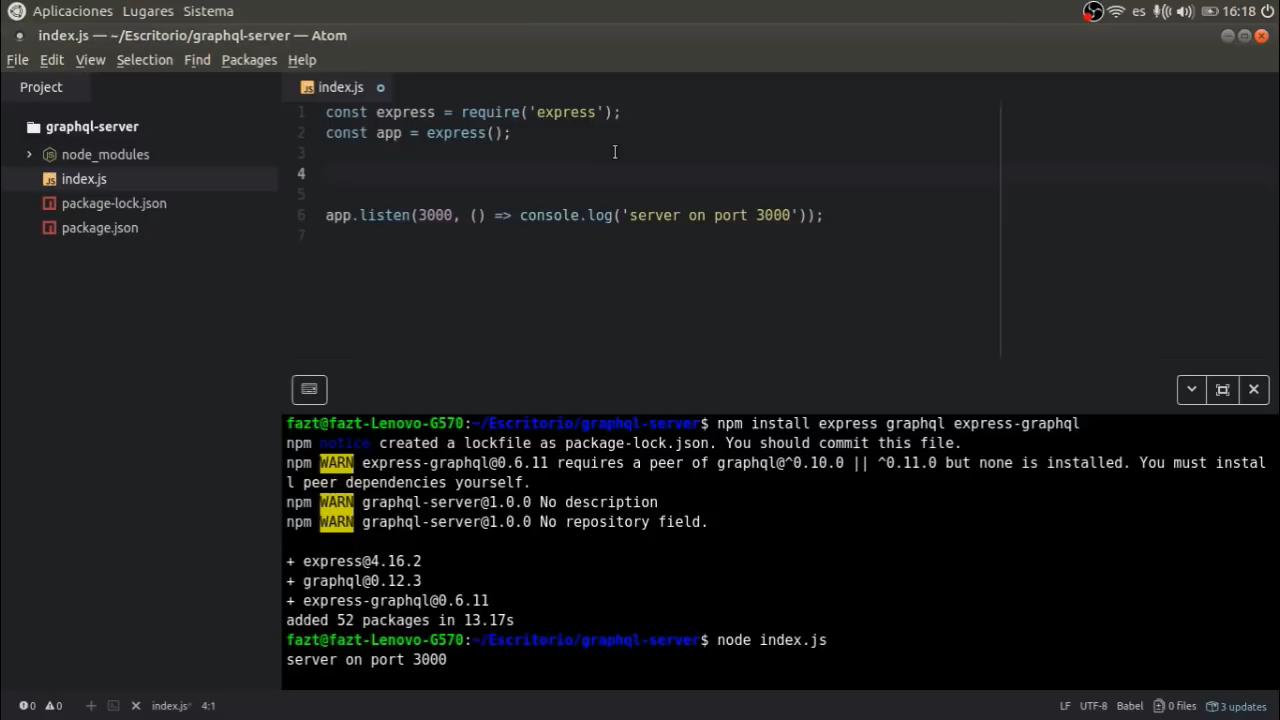 Aplicaciones Lugares Sistema es 16:18
index.js — ~/Escritorio/graphql-server — Atom
File Edit View Selection Find Packages Help
Project
graphql-server
node_modules
index.js
package-lock.json
package.json
index.js
1 const express = require('express');
2 const app = express();
3
4
5
6 app.listen(3000, () => console.log('server on port 3000'));
7
fazt@fazt-Lenovo-G570:~/Escritorio/graphql-server$ npm install express graphql express-graphql
npm notice created a lockfile as package-lock.json. You should commit this file.
npm WARN express-graphql@0.6.11 requires a peer of graphql@^0.10.0 || ^0.11.0 but none is installed. You must instal
l peer dependencies yourself.
npm WARN graphql-server@1.0.0 No description
npm WARN graphql-server@1.0.0 No repository field.
+ express@4.16.2
+ graphql@0.12.3
+ express-graphql@0.6.11
added 52 packages in 13.17s
fazt@fazt-Lenovo-G570:~/Escritorio/graphql-server$ node index.js
server on port 3000
0 0 index.js* 4:1 LF UTF-8 Babel 0 files 3 updates